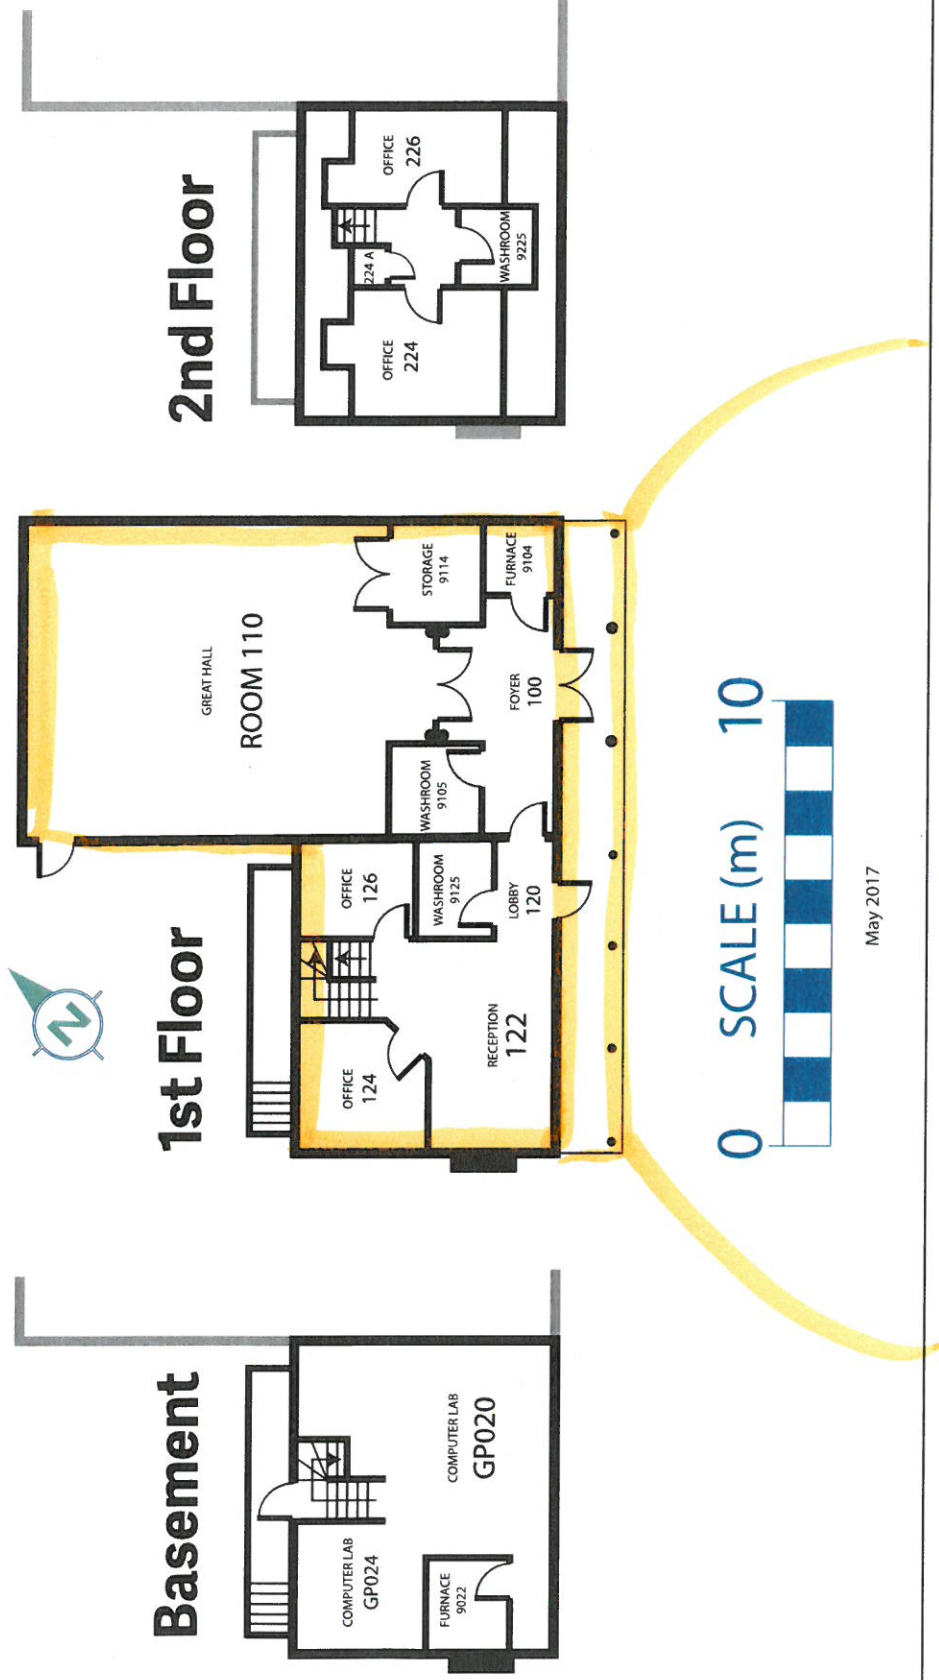 Basement
COMPUTER LAB
GP024
FURNACE
9022
COMPUTER LAB
GP020
1st Floor
N
OFFICE
124
RECEPTION
122
OFFICE
126
WASHROOM
9125
LOBBY
120
WASHROOM
9105
GREAT HALL
ROOM 110
FOYER
100
STORAGE
9114
FURNACE
9104
2nd Floor
OFFICE
224
224 A
OFFICE
226
WASHROOM
9225
0 SCALE (m) 10
May 2017